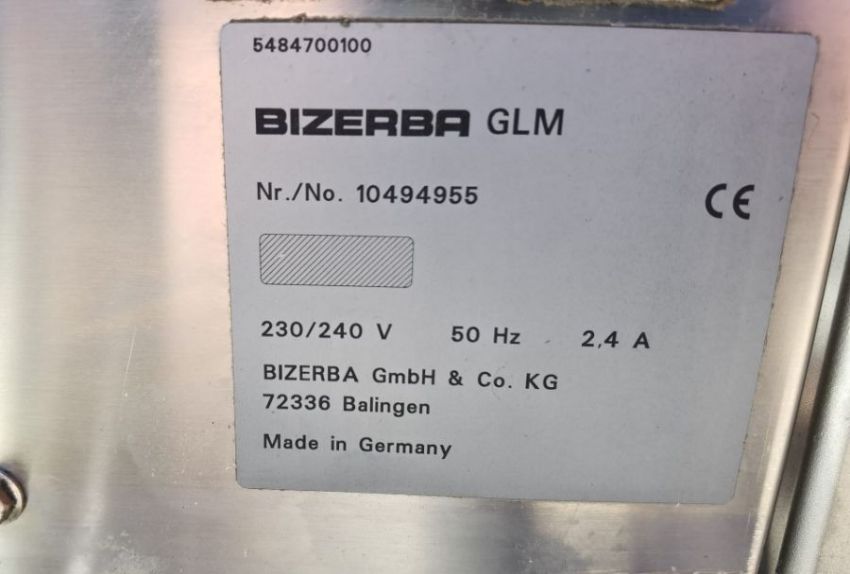 5484700100
BIZERBA GLM
Nr./No. 10494955
CE
230/240 V 50 Hz 2,4 A
BIZERBA GmbH & Co. KG
72336 Balingen
Made in Germany